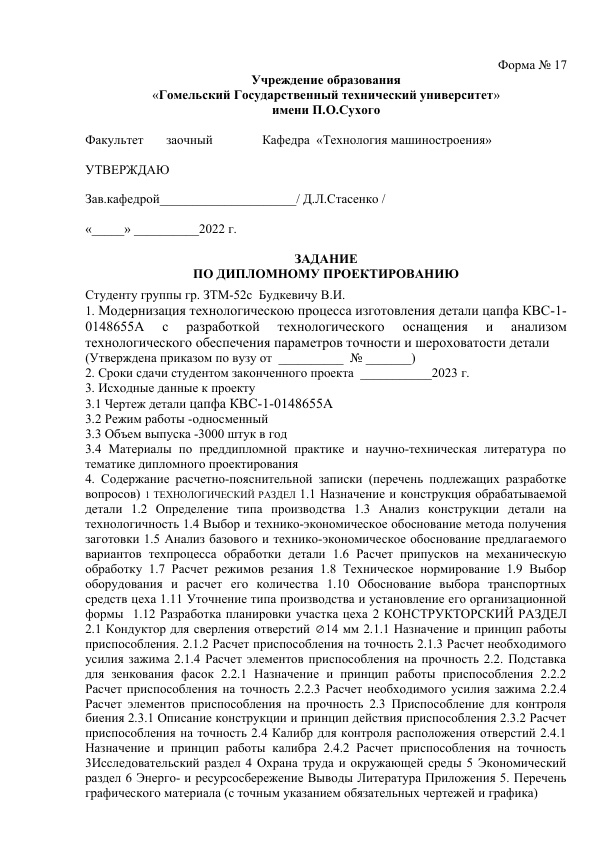 Форма № 17
Учреждение образования
«Гомельский Государственный технический университет»
имени П.О.Сухого
Факультет заочный Кафедра «Технология машиностроения»
УТВЕРЖДАЮ
Зав.кафедрой_____________________/ Д.Л.Стасенко /
«_____» __________2022 г.
ЗАДАНИЕ
ПО ДИПЛОМНОМУ ПРОЕКТИРОВАНИЮ
Студенту группы гр. ЗТМ-52с Будкевичу В.И.
1. Модернизация технологическою процесса изготовления детали цапфа КВС-1-
0148655А с разработкой технологического оснащения и анализом
технологического обеспечения параметров точности и шероховатости детали
(Утверждена приказом по вузу от __________ № _______)
2. Сроки сдачи студентом законченного проекта ___________2023 г.
3. Исходные данные к проекту
3.1 Чертеж детали цапфа КВС-1-0148655А
3.2 Режим работы -односменный
3.3 Объем выпуска -3000 штук в год
3.4 Материалы по преддипломной практике и научно-техническая литература по
тематике дипломного проектирования
4. Содержание расчетно-пояснительной записки (перечень подлежащих разработке
вопросов) 1 ТЕХНОЛОГИЧЕСКИЙ РАЗДЕЛ 1.1 Назначение и конструкция обрабатываемой
детали 1.2 Определение типа производства 1.3 Анализ конструкции детали на
технологичность 1.4 Выбор и технико-экономическое обоснование метода получения
заготовки 1.5 Анализ базового и технико-экономическое обоснование предлагаемого
вариантов техпроцесса обработки детали 1.6 Расчет припусков на механическую
обработку 1.7 Расчет режимов резания 1.8 Техническое нормирование 1.9 Выбор
оборудования и расчет его количества 1.10 Обоснование выбора транспортных
средств цеха 1.11 Уточнение типа производства и установление его организационной
формы 1.12 Разработка планировки участка цеха 2 КОНСТРУКТОРСКИЙ РАЗДЕЛ
2.1 Кондуктор для сверления отверстий ∅14 мм 2.1.1 Назначение и принцип работы
приспособления. 2.1.2 Расчет приспособления на точность 2.1.3 Расчет необходимого
усилия зажима 2.1.4 Расчет элементов приспособления на прочность 2.2. Подставка
для зенкования фасок 2.2.1 Назначение и принцип работы приспособления 2.2.2
Расчет приспособления на точность 2.2.3 Расчет необходимого усилия зажима 2.2.4
Расчет элементов приспособления на прочность 2.3 Приспособление для контроля
биения 2.3.1 Описание конструкции и принцип действия приспособления 2.3.2 Расчет
приспособления на точность 2.4 Калибр для контроля расположения отверстий 2.4.1
Назначение и принцип работы калибра 2.4.2 Расчет приспособления на точность
3Исследовательский раздел 4 Охрана труда и окружающей среды 5 Экономический
раздел 6 Энерго- и ресурсосбережение Выводы Литература Приложения 5. Перечень
графического материала (с точным указанием обязательных чертежей и графика)